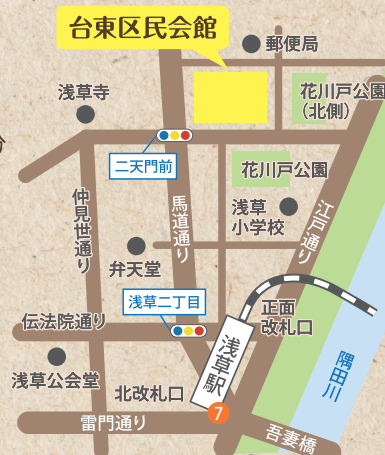 台東区民会館
郵便局
浅草寺
花川戸公園
(北側)
二天門前
花川戸公園
仲見世通り
馬道通り
浅草
小学校
江戸通り
弁天堂
浅草二丁目
伝法院通り
正面
改札口
浅草駅
隅田川
浅草公会堂
北改札口
7
雷門通り
吾妻橋